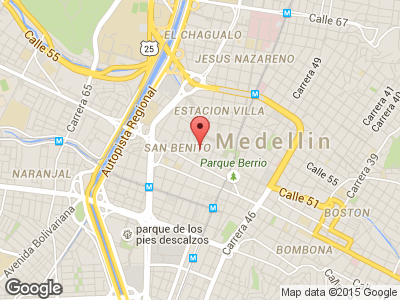 Calle 67
EL CHAGUALO
Calle 55
25
JESUS NAZARENO
Carrera 65
Carrera 49
Carrera 41
Carrera 40
M
M
Autopista Regional
ESTACION VILLA
Medellin
SAN BENITO
Parque Berrio
Carrera 39
NARANJAL
Calle 55
M
M
Calle 51
BOSTON
Avenida Bolivariana
parque de los
pies descalzos
Carrera 46
BOMBONA
M
M
Google
Map data ©2015 Google